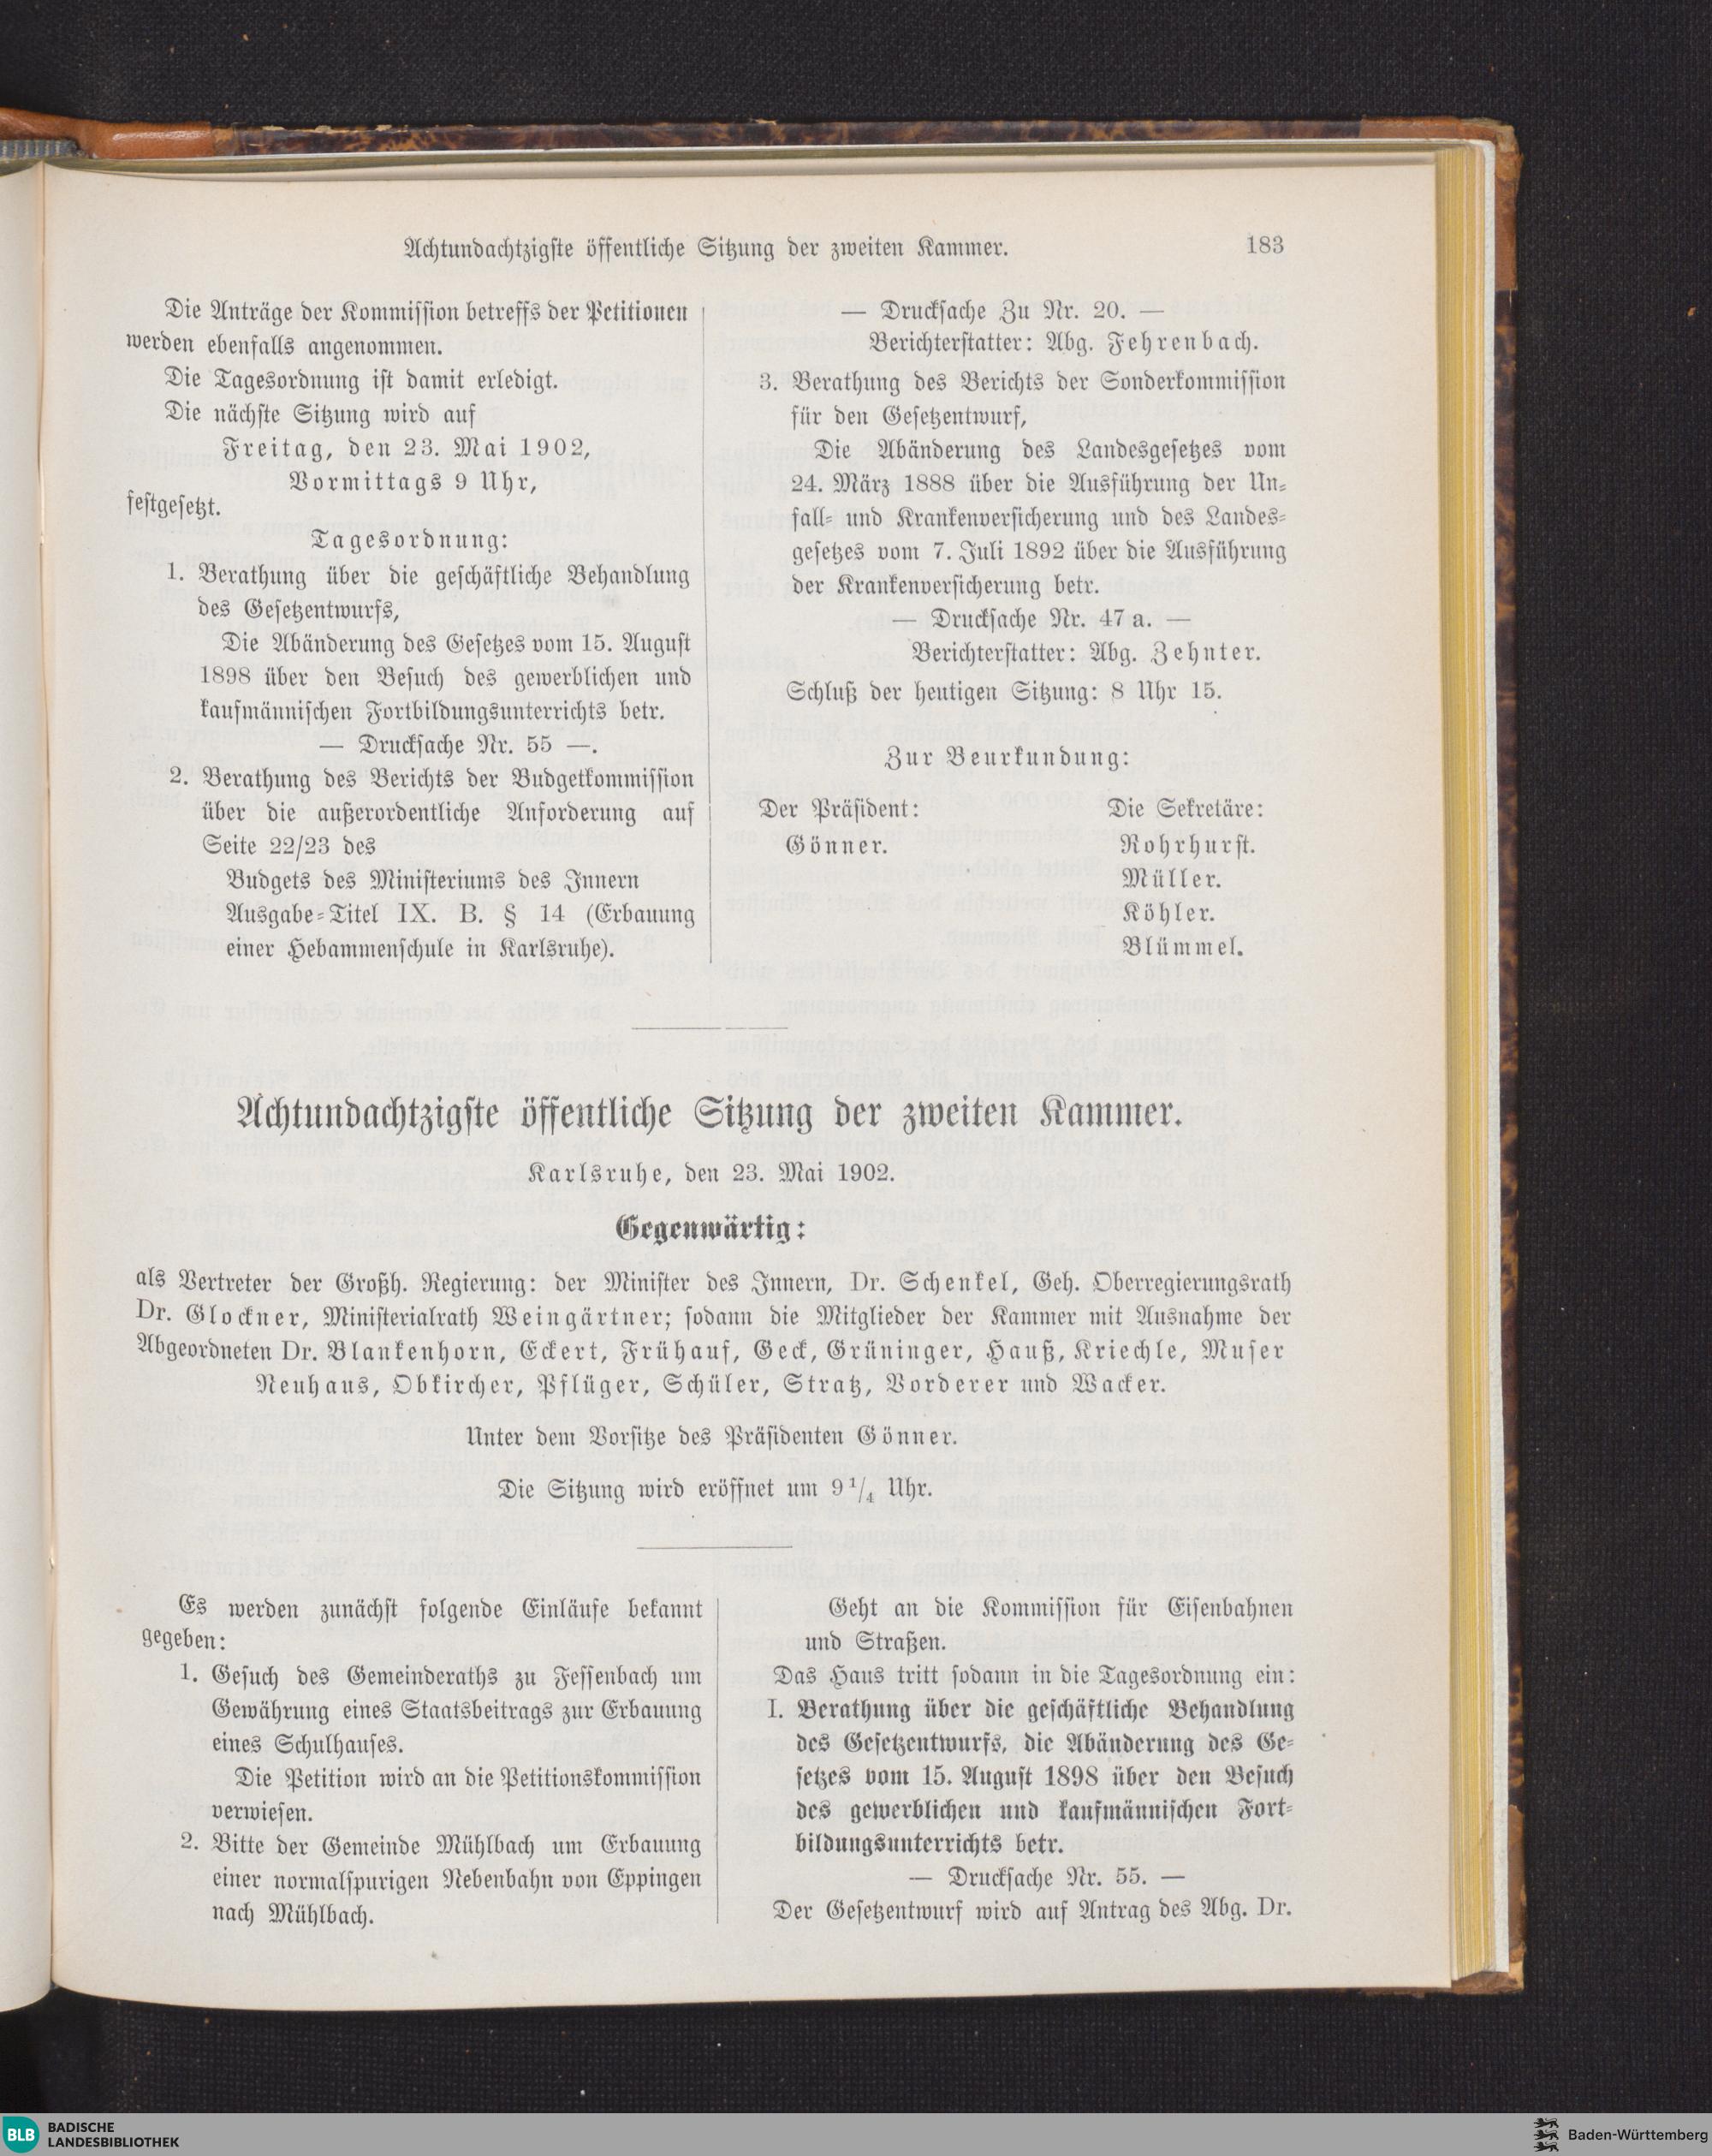 Achtundachtzigste öffentliche Sitzung der zweiten Kammer. 183
Die Anträge der Kommission betreffs der Petitionen
werden ebenfalls angenommen.
Die Tagesordnung ist damit erledigt.
Die nächste Sitzung wird auf
Freitag, den 23. Mai 1902,
Vormittags 9 Uhr,
festgesetzt.
Tagesordnung:
1. Berathung über die geschäftliche Behandlung
des Gesetzentwurfs,
Die Abänderung des Gesetzes vom 15. August
1898 über den Besuch des gewerblichen und
kaufmännischen Fortbildungsunterrichts betr.
— Drucksache Nr. 55 —.
2. Berathung des Berichts der Budgetkommission
über die außerordentliche Anforderung auf
Seite 22/23 des
Budgets des Ministeriums des Innern
Ausgabe-Titel IX. B. § 14 (Erbauung
einer Hebammenschule in Karlsruhe).
— Drucksache Zu Nr. 20. —
Berichterstatter: Abg. Fehrenbach.
3. Berathung des Berichts der Sonderkommission
für den Gesetzentwurf,
Die Abänderung des Landesgesetzes vom
24. März 1888 über die Ausführung der Un-
fall- und Krankenversicherung und des Landes-
gesetzes vom 7. Juli 1892 über die Ausführung
der Krankenversicherung betr.
— Drucksache Nr. 47 a. —
Berichterstatter: Abg. Zehnter.
Schluß der heutigen Sitzung: 8 Uhr 15.
Zur Beurkundung:
Der Präsident: Die Sekretäre:
Gönner. Rohrhurst.
Müller.
Köhler.
Blümmel.
Achtundachtzigste öffentliche Sitzung der zweiten Kammer.
Karlsruhe, den 23. Mai 1902.
Gegenwärtig:
als Vertreter der Großh. Regierung: der Minister des Innern, Dr. Schenkel, Geh. Oberregierungsrath
Dr. Glockner, Ministerialrath Weingärtner; sodann die Mitglieder der Kammer mit Ausnahme der
Abgeordneten Dr. Blankenhorn, Eckert, Frühauf, Geck, Grüninger, Hauß, Kriechle, Muser
Neuhaus, Obkircher, Pflüger, Schüler, Stratz, Vorderer und Wacker.
Unter dem Vorsitze des Präsidenten Gönner.
Die Sitzung wird eröffnet um 9 1/4 Uhr.
Es werden zunächst folgende Einläufe bekannt
gegeben:
1. Gesuch des Gemeinderaths zu Fessenbach um
Gewährung eines Staatsbeitrags zur Erbauung
eines Schulhauses.
Die Petition wird an die Petitionskommission
verwiesen.
2. Bitte der Gemeinde Mühlbach um Erbauung
einer normalspurigen Nebenbahn von Eppingen
nach Mühlbach.
Geht an die Kommission für Eisenbahnen
und Straßen.
Das Haus tritt sodann in die Tagesordnung ein:
I. Berathung über die geschäftliche Behandlung
des Gesetzentwurfs, die Abänderung des Ge-
setzes vom 15. August 1898 über den Besuch
des gewerblichen und kaufmännischen Fort-
bildungsunterrichts betr.
— Drucksache Nr. 55. —
Der Gesetzentwurf wird auf Antrag des Abg. Dr.
BLB BADISCHE
LANDESBIBLIOTHEK
Baden-Württemberg